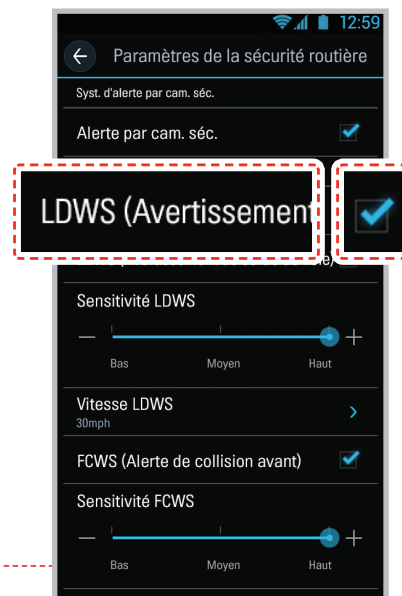 12:59
Paramètres de la sécurité routière
Syst. d'alerte par cam. séc.
Alerte par cam. séc.
LDWS (Avertissement
Sensitivité LDWS
Bas Moyen Haut
Vitesse LDWS
30mph
FCWS (Alerte de collision avant)
Sensitivité FCWS
Bas Moyen Haut